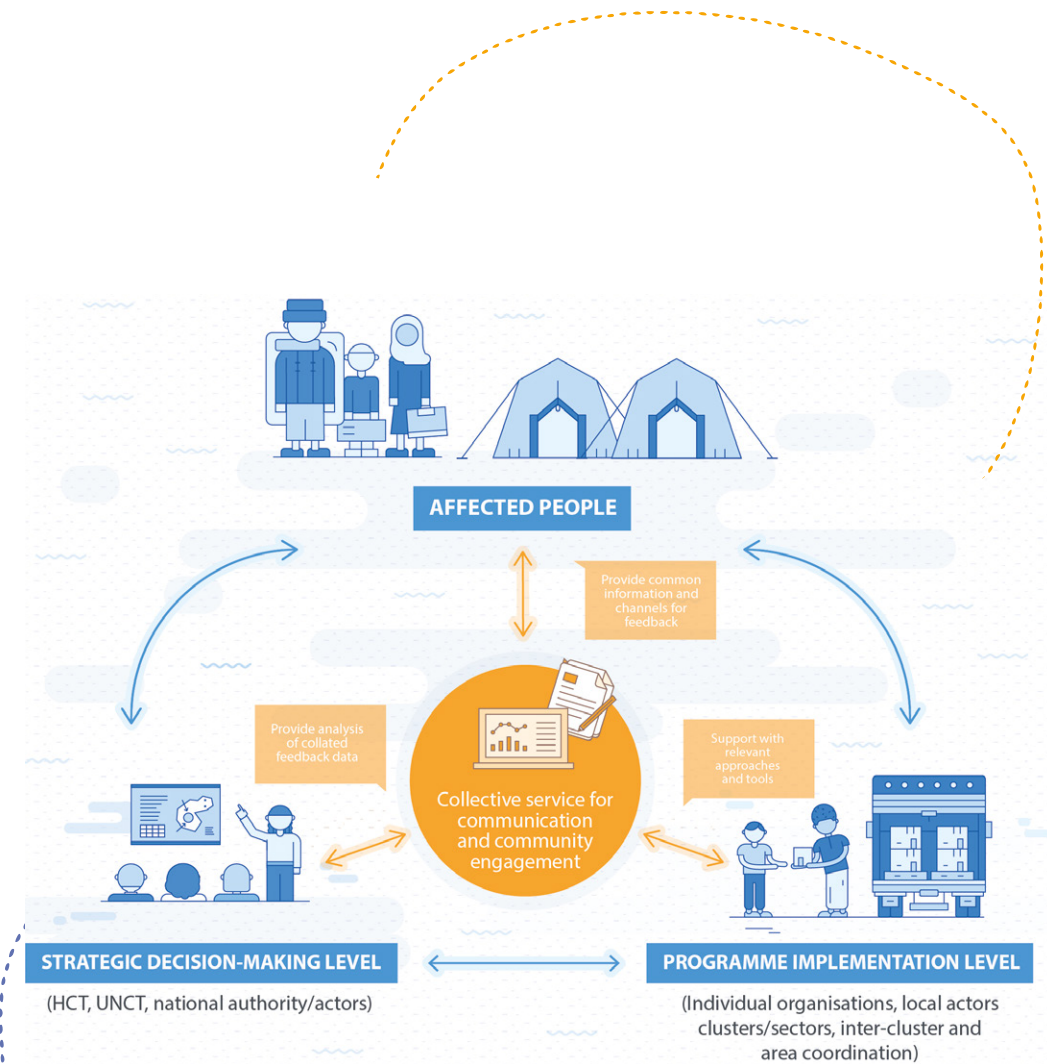 AFFECTED PEOPLE
Provide common
information and
channels for
feedback
Provide analysis
of collated
feedback data
Support with
relevant
approaches
and tools
Collective service for
communication
and community
engagement
STRATEGIC DECISION-MAKING LEVEL
(HCT, UNCT, national authority/actors)
PROGRAMME IMPLEMENTATION LEVEL
(Individual organisations, local actors
clusters/sectors, inter-cluster and
area coordination)